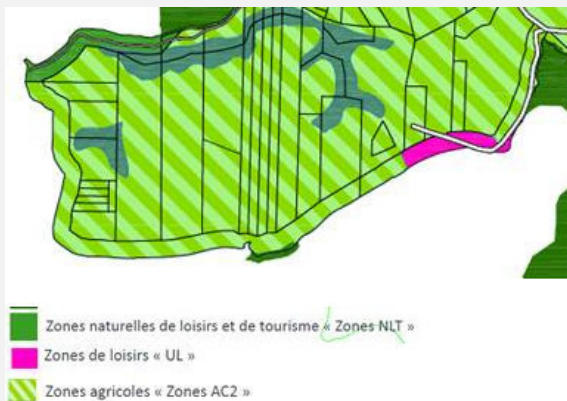 Zones naturelles de loisirs et de tourisme « Zones NLT »
Zones de loisirs « UL »
Zones agricoles « Zones AC2 »